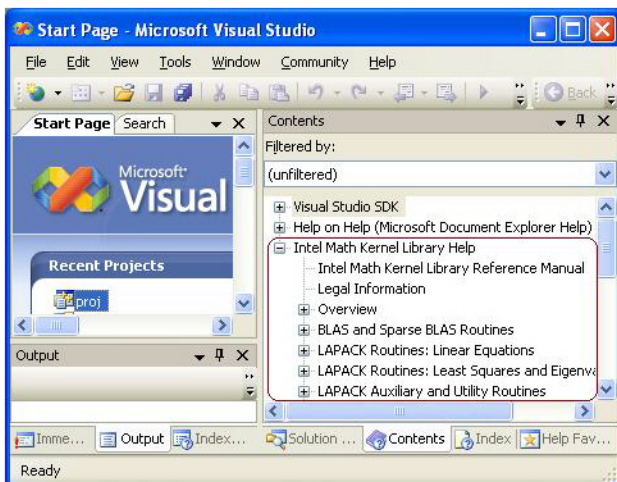 Start Page - Microsoft Visual Studio
File Edit View Tools Window Community Help
Back
Start Page Search
Microsoft
Visual
Recent Projects
proj
Output
Contents
Filtered by:
(unfiltered)
Visual Studio SDK
Help on Help (Microsoft Document Explorer Help)
Intel Math Kernel Library Help
Intel Math Kernel Library Reference Manual
Legal Information
Overview
BLAS and Sparse BLAS Routines
LAPACK Routines: Linear Equations
LAPACK Routines: Least Squares and Eigenva
LAPACK Auxiliary and Utility Routines
Imme... Output Index... Solution ... Contents Index Help Fav...
Ready